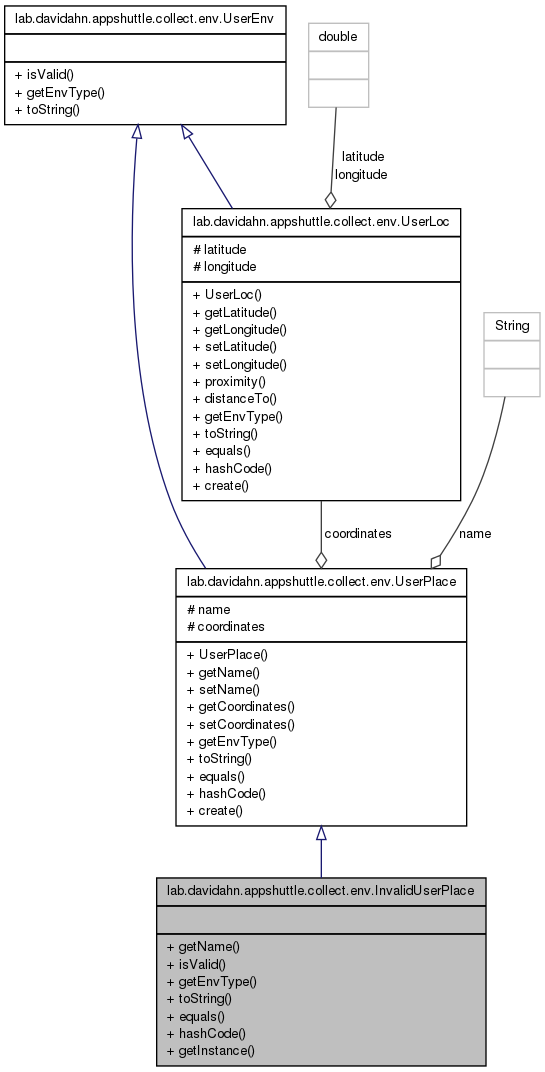 lab.davidahn.appshuttle.collect.env.UserEnv
+ isValid()
+ getEnvType()
+ toString()
double
latitude
longitude
lab.davidahn.appshuttle.collect.env.UserLoc
# latitude
# longitude
+ UserLoc()
+ getLatitude()
+ getLongitude()
+ setLatitude()
+ setLongitude()
+ proximity()
+ distanceTo()
+ getEnvType()
+ toString()
+ equals()
+ hashCode()
+ create()
String
coordinates
name
lab.davidahn.appshuttle.collect.env.UserPlace
# name
# coordinates
+ UserPlace()
+ getName()
+ setName()
+ getCoordinates()
+ setCoordinates()
+ getEnvType()
+ toString()
+ equals()
+ hashCode()
+ create()
lab.davidahn.appshuttle.collect.env.InvalidUserPlace
+ getName()
+ isValid()
+ getEnvType()
+ toString()
+ equals()
+ hashCode()
+ getInstance()